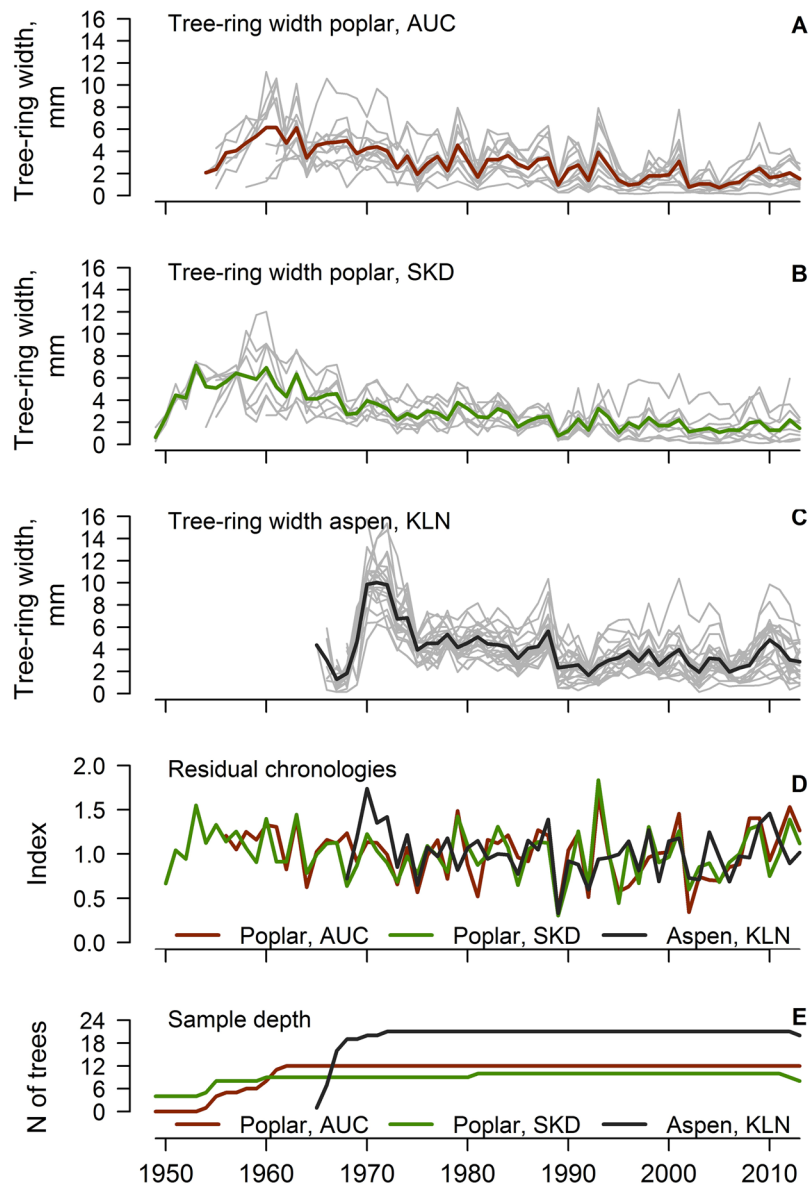 Tree-ring width poplar, AUC
A
Tree-ring width,
mm
16
14
12
10
8
6
4
2
0
Tree-ring width poplar, SKD
B
Tree-ring width,
mm
16
14
12
10
8
6
4
2
0
Tree-ring width aspen, KLN
C
Tree-ring width,
mm
16
14
12
10
8
6
4
2
0
Residual chronologies
D
Index
2.0
1.5
1.0
0.5
0.0
Poplar, AUC Poplar, SKD Aspen, KLN
Sample depth
E
N of trees
24
18
12
6
0
Poplar, AUC Poplar, SKD Aspen, KLN
1950 1960 1970 1980 1990 2000 2010